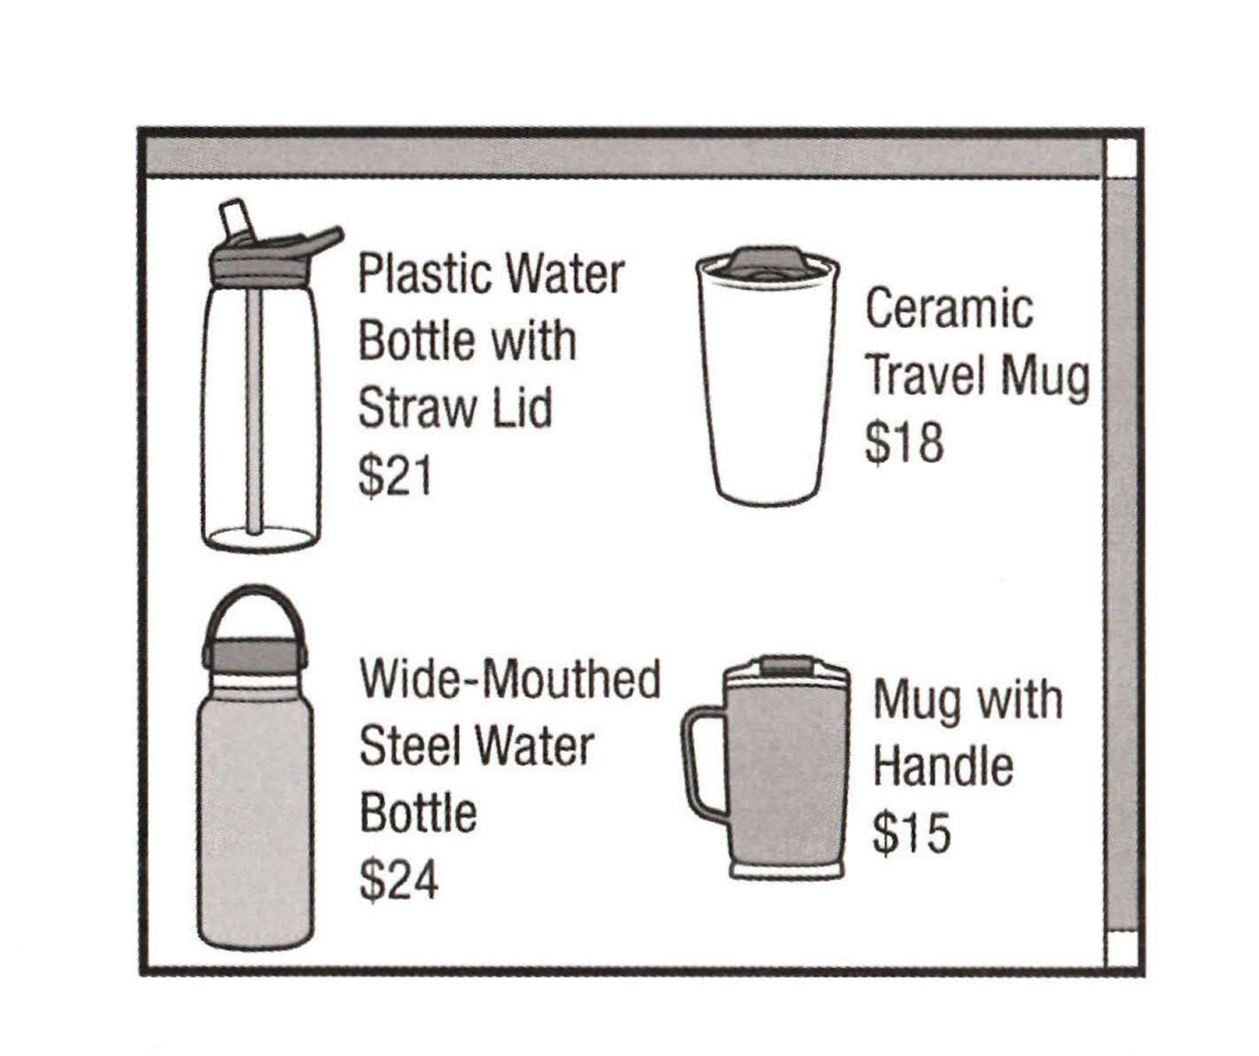 Plastic Water
Bottle with
Straw Lid
$21
Ceramic
Travel Mug
$18
Wide-Mouthed
Steel Water
Bottle
$24
Mug with
Handle
$15